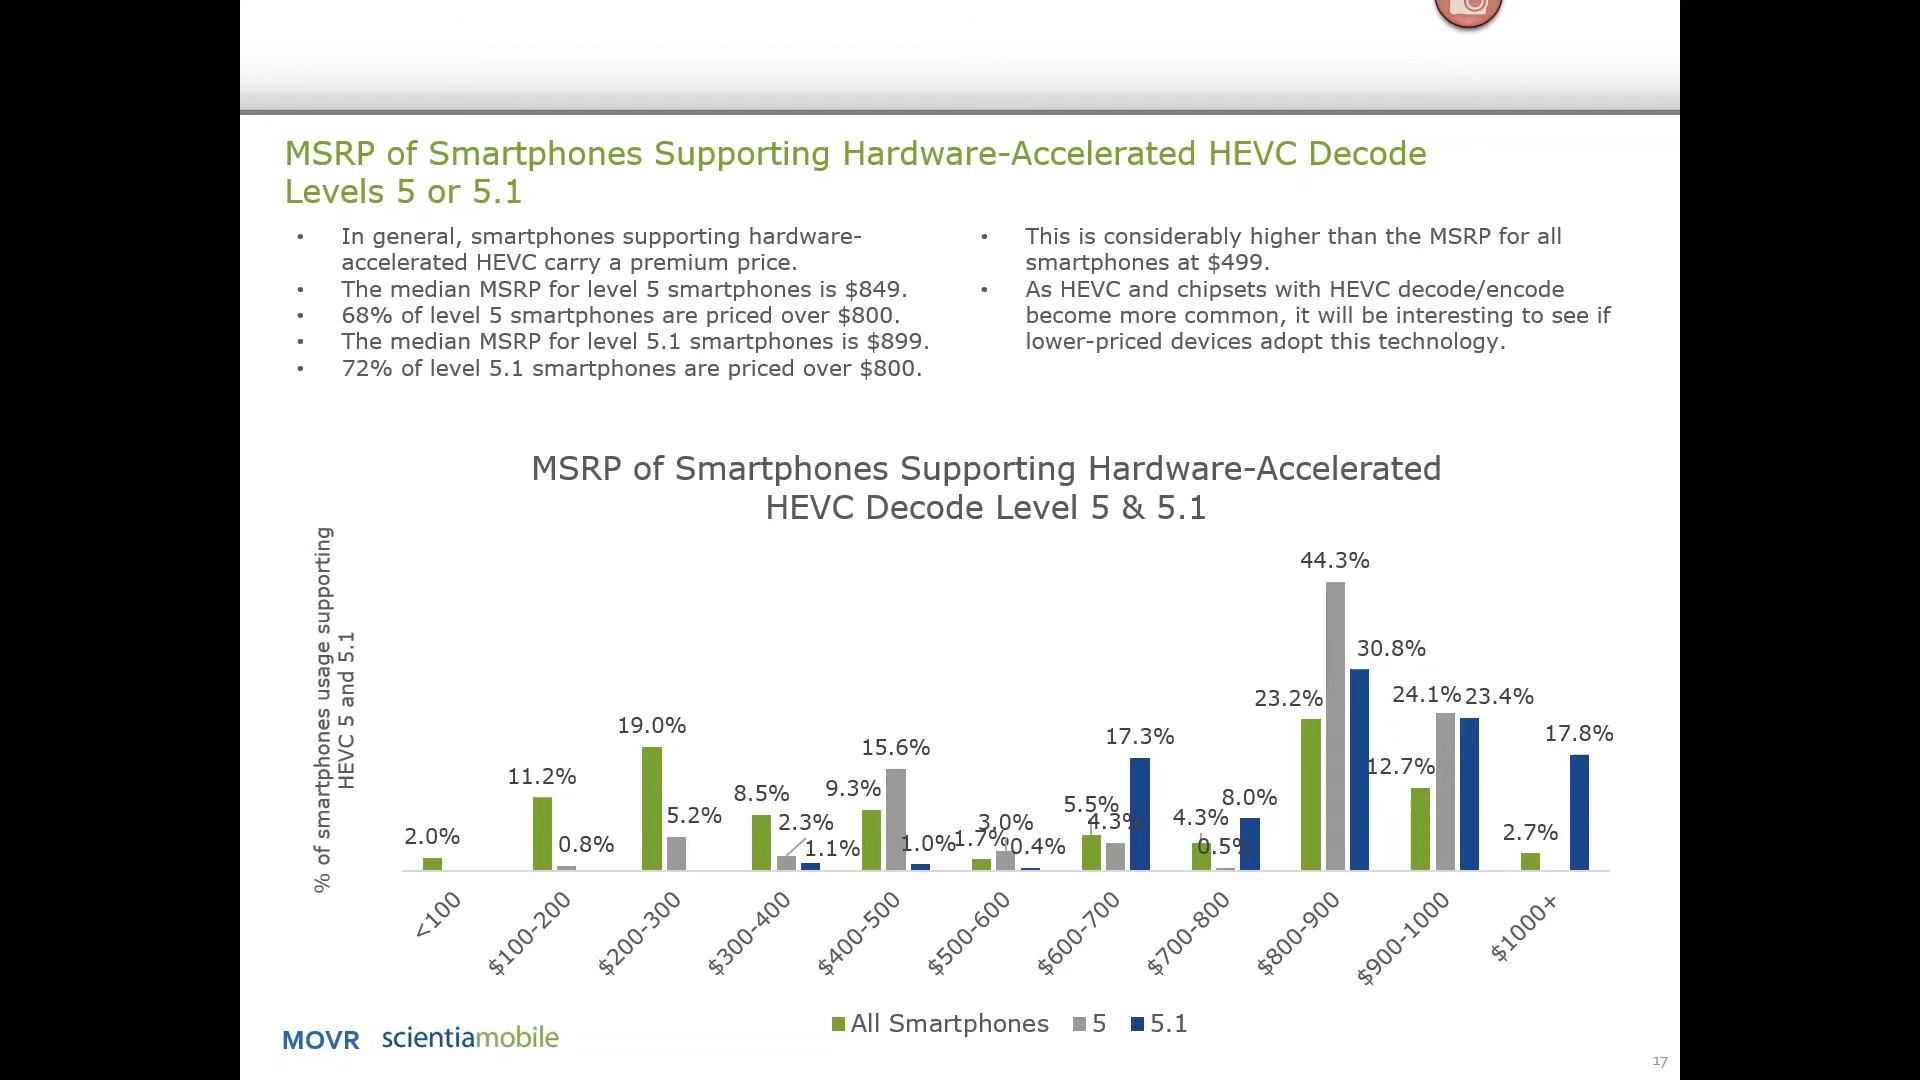 MSRP of Smartphones Supporting Hardware-Accelerated HEVC Decode
Levels 5 or 5.1
• In general, smartphones supporting hardware-
accelerated HEVC carry a premium price.
• The median MSRP for level 5 smartphones is $849.
• 68% of level 5 smartphones are priced over $800.
• The median MSRP for level 5.1 smartphones is $899.
• 72% of level 5.1 smartphones are priced over $800.
• This is considerably higher than the MSRP for all
smartphones at $499.
• As HEVC and chipsets with HEVC decode/encode
become more common, it will be interesting to see if
lower-priced devices adopt this technology.
MSRP of Smartphones Supporting Hardware-Accelerated
HEVC Decode Level 5 & 5.1
% of smartphones usage supporting
HEVC 5 and 5.1
2.0%
11.2%
0.8%
19.0%
5.2%
8.5%
2.3%
1.1%
9.3%
15.6%
1.0%
1.7%
3.0%
0.4%
5.5%
4.3%
17.3%
4.3%
0.5%
8.0%
23.2%
44.3%
30.8%
12.7%
24.1%
23.4%
2.7%
17.8%
<100
$100-200
$200-300
$300-400
$400-500
$500-600
$600-700
$700-800
$800-900
$900-1000
$1000+
All Smartphones 5 5.1
MOVR scientiamobile
17